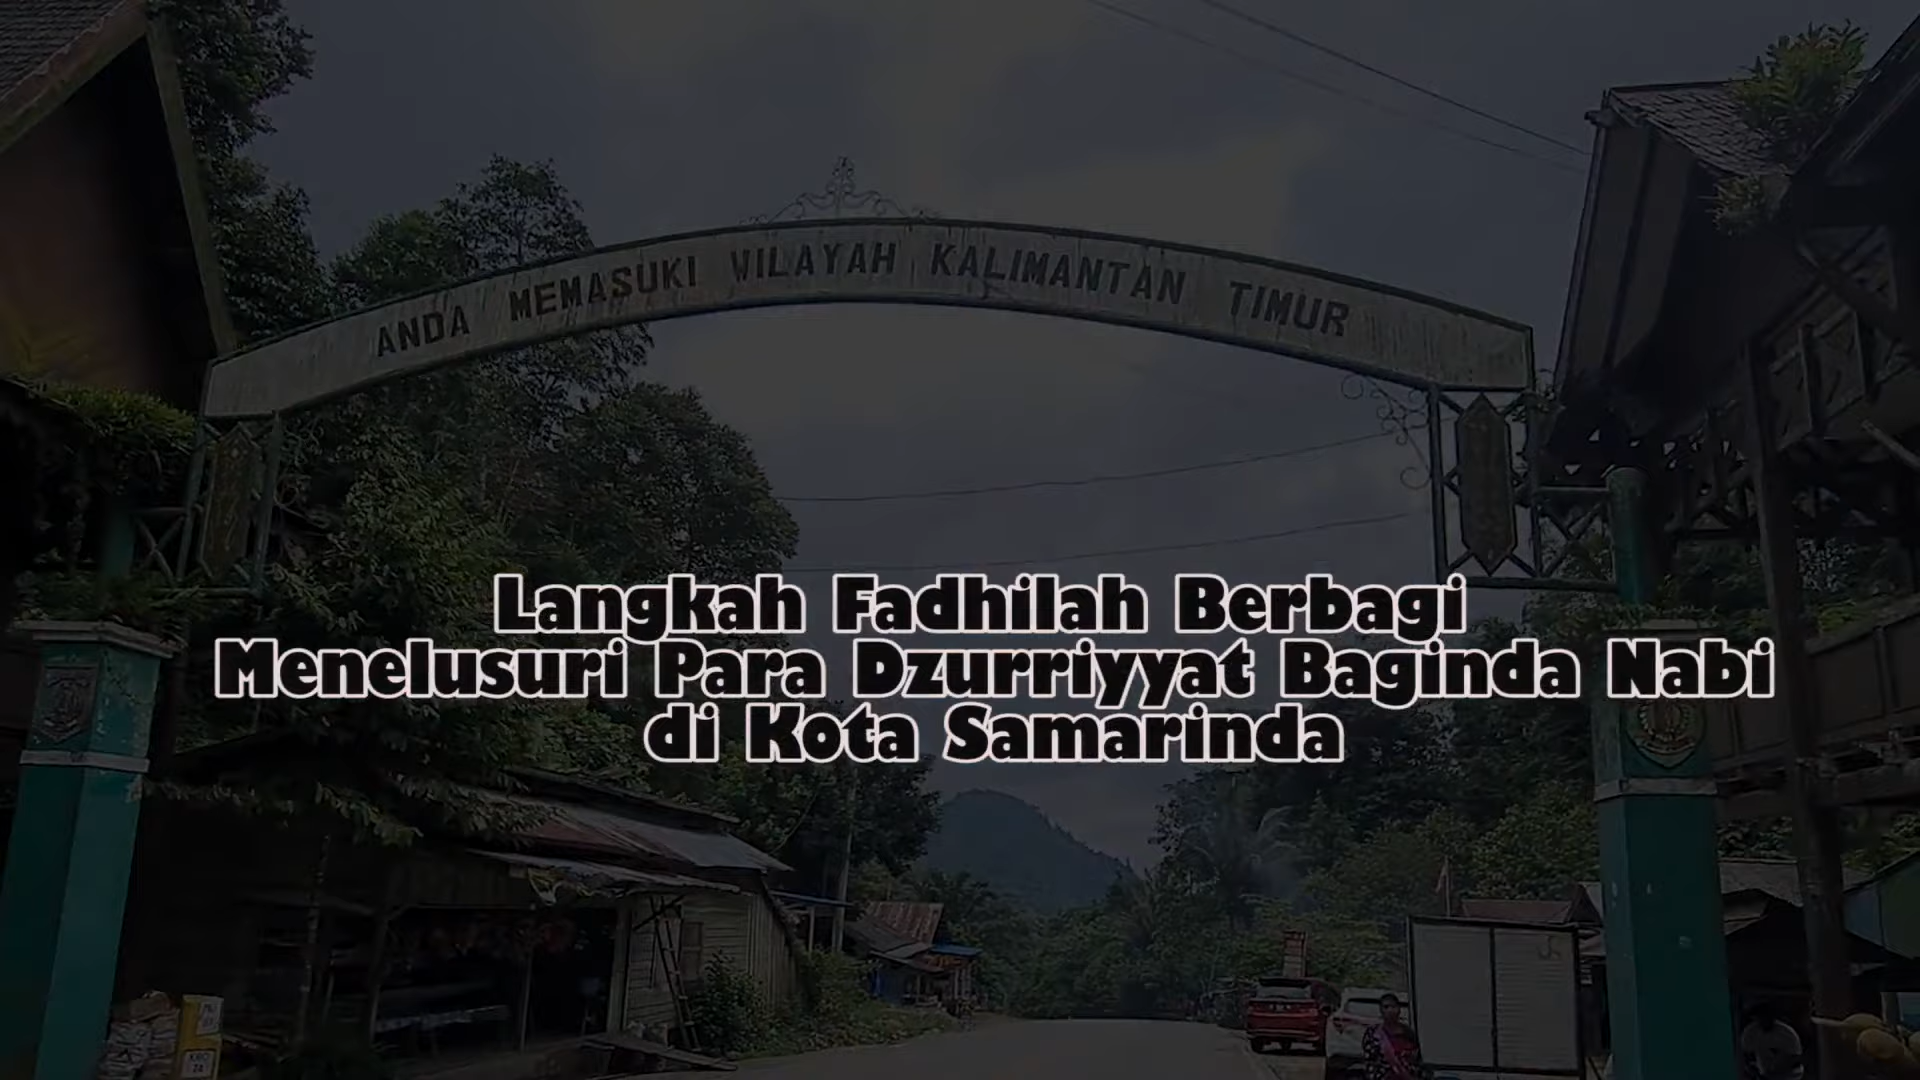 ANDA MEMASUKI WILAYAH KALIMANTAN TIMUR
Langkah Fadhilah Berbagi
Menelusuri Para Dzurriyyat Baginda Nabi
di Kota Samarinda